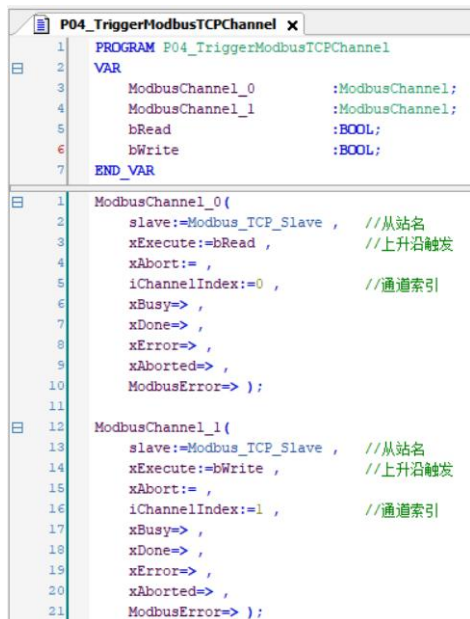 P04_TriggerModbusTCPChannel X
1 PROGRAM P04_TriggerModbusTCPChannel
2 VAR
3 ModbusChannel_0 :ModbusChannel;
4 ModbusChannel_1 :ModbusChannel;
5 bRead :BOOL;
6 bWrite :BOOL;
7 END_VAR
1 ModbusChannel_0(
2 slave:=Modbus_TCP_Slave , //从站名
3 xExecute:=bRead , //上升沿触发
4 xAbort:= ,
5 iChannelIndex:=0 , //通道索引
6 xBusy=> ,
7 xDone=> ,
8 xError=> ,
9 xAborted=> ,
10 ModbusError=> );
11
12 ModbusChannel_1(
13 slave:=Modbus_TCP_Slave , //从站名
14 xExecute:=bWrite , //上升沿触发
15 xAbort:= ,
16 iChannelIndex:=1 , //通道索引
17 xBusy=> ,
18 xDone=> ,
19 xError=> ,
20 xAborted=> ,
21 ModbusError=> );